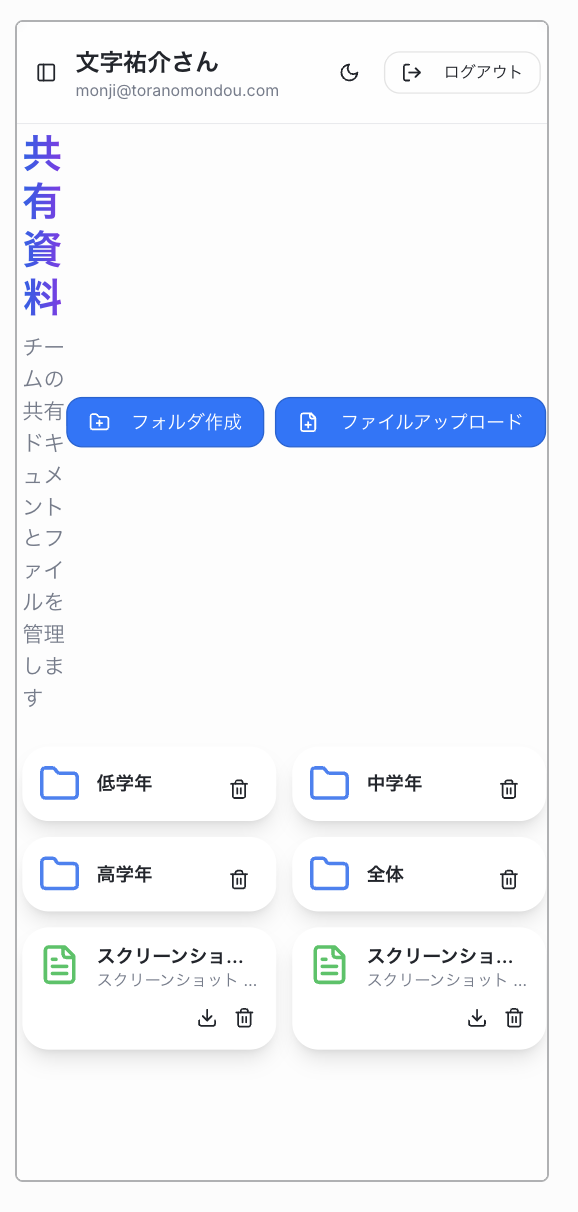 文字祐介さん
monji@toranomondou.com
ログアウト
共
有
資
料
チー
ムの
共有
ドキ
ュメ
ント
とフ
ァイ
ルを
管理
しま
す
フォルダ作成
ファイルアップロード
低学年
中学年
高学年
全体
スクリーンショ...
スクリーンショット ...
スクリーンショ...
スクリーンショット ...